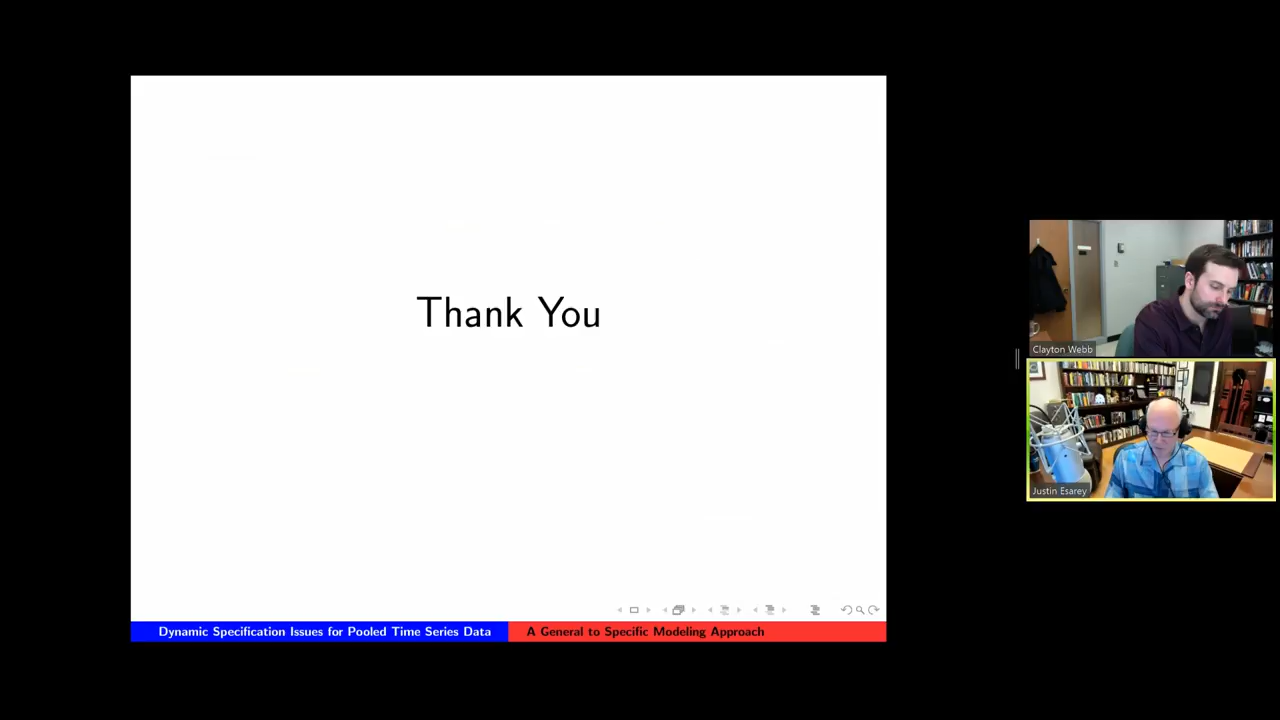 Thank You
Clayton Webb
Justin Esarey
Dynamic Specification Issues for Pooled Time Series Data
A General to Specific Modeling Approach